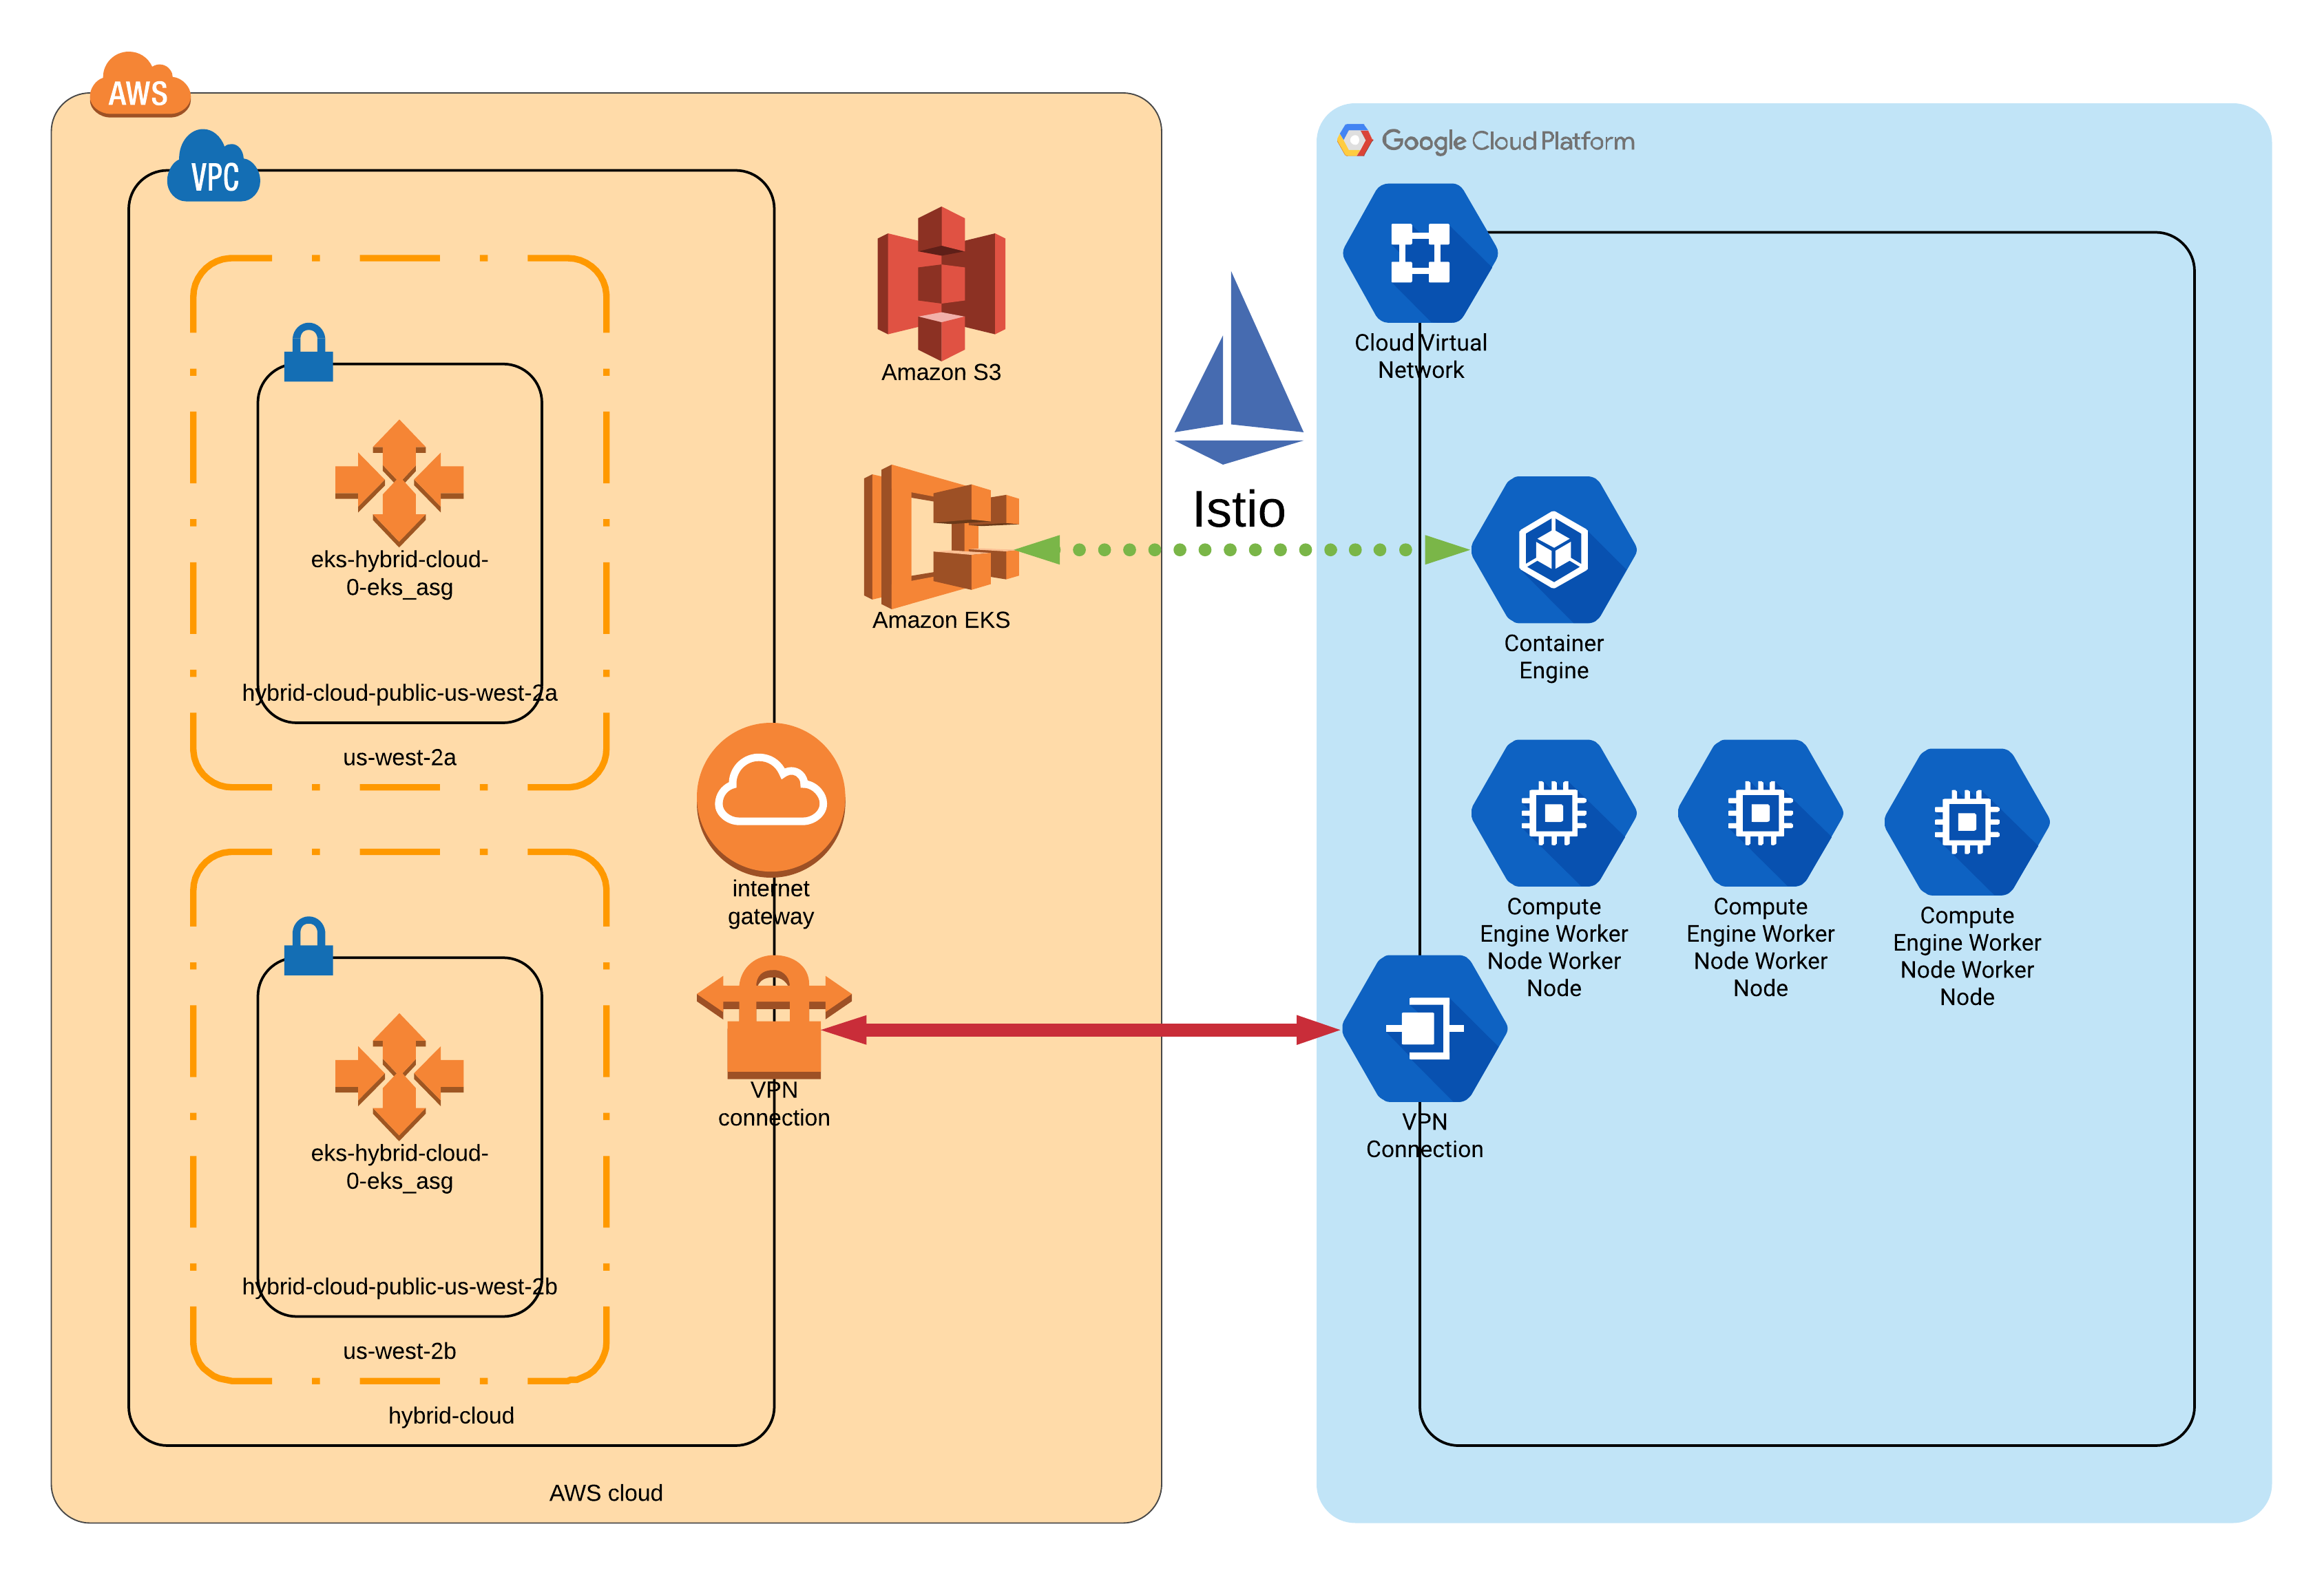 AWS
VPC
eks-hybrid-cloud-
0-eks_asg
hybrid-cloud-public-us-west-2a
us-west-2a
eks-hybrid-cloud-
0-eks_asg
hybrid-cloud-public-us-west-2b
us-west-2b
hybrid-cloud
AWS cloud
Amazon S3
Amazon EKS
internet
gateway
VPN
connection
Istio
Google Cloud Platform
Cloud Virtual
Network
Container
Engine
Compute
Engine Worker
Node Worker
Node
Compute
Engine Worker
Node Worker
Node
Compute
Engine Worker
Node Worker
Node
VPN
Connection